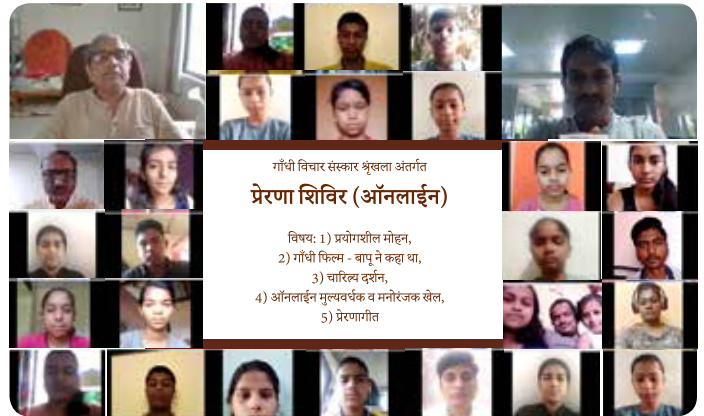 गाँधी विचार संस्कार श्रृंखला अंतर्गत
प्रेरणा शिविर (ऑनलाईन)
विषय: 1) प्रयोगशील मोहन,
2) गाँधी फिल्म - बापू ने कहा था,
3) चारित्र्य दर्शन,
4) ऑनलाईन मुल्यवर्धक व मनोरंजक खेल,
5) प्रेरणागीत